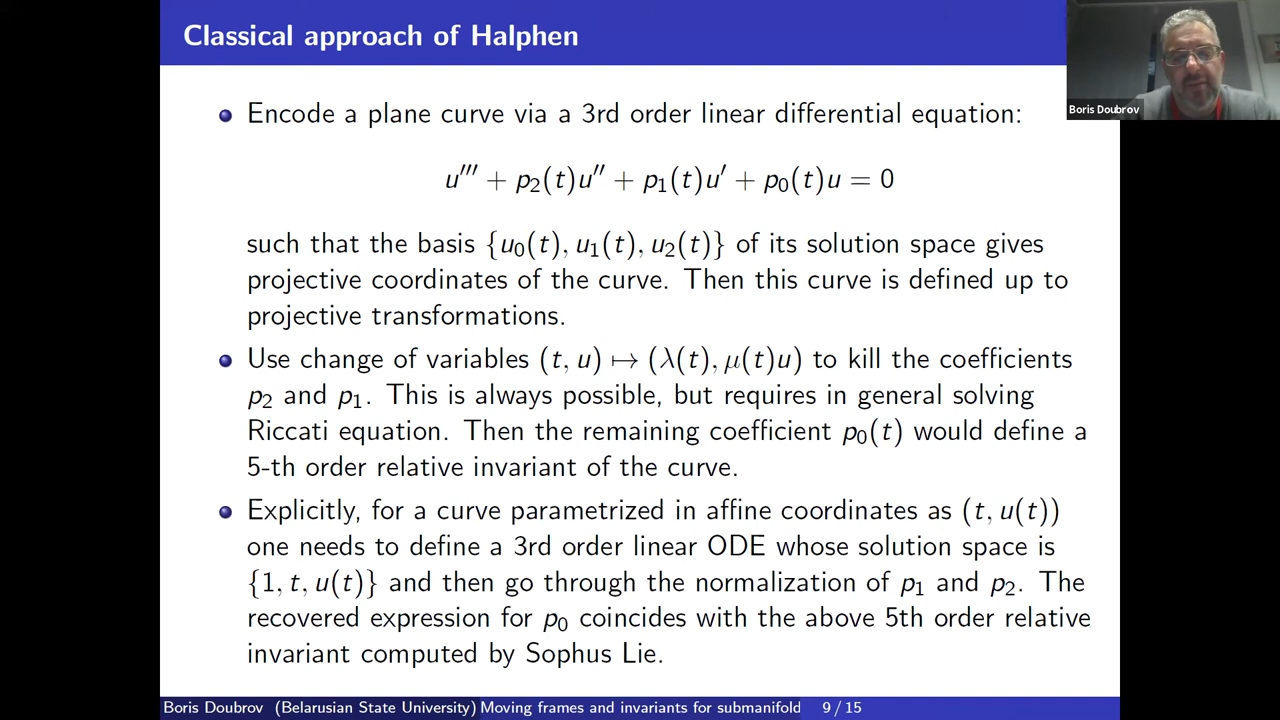 Classical approach of Halphen
Boris Doubrov
Encode a plane curve via a 3rd order linear differential equation:
u''' + p₂(t)u'' + p₁(t)u' + p₀(t)u = 0
such that the basis {u₀(t), u₁(t), u₂(t)} of its solution space gives
projective coordinates of the curve. Then this curve is defined up to
projective transformations.
Use change of variables (t, u) ↦ (λ(t), μ(t)u) to kill the coefficients
p₂ and p₁. This is always possible, but requires in general solving
Riccati equation. Then the remaining coefficient p₀(t) would define a
5-th order relative invariant of the curve.
Explicitly, for a curve parametrized in affine coordinates as (t, u(t))
one needs to define a 3rd order linear ODE whose solution space is
{1, t, u(t)} and then go through the normalization of p₁ and p₂. The
recovered expression for p₀ coincides with the above 5th order relative
invariant computed by Sophus Lie.
Boris Doubrov (Belarusian State University) Moving frames and invariants for submanifold 9 / 15